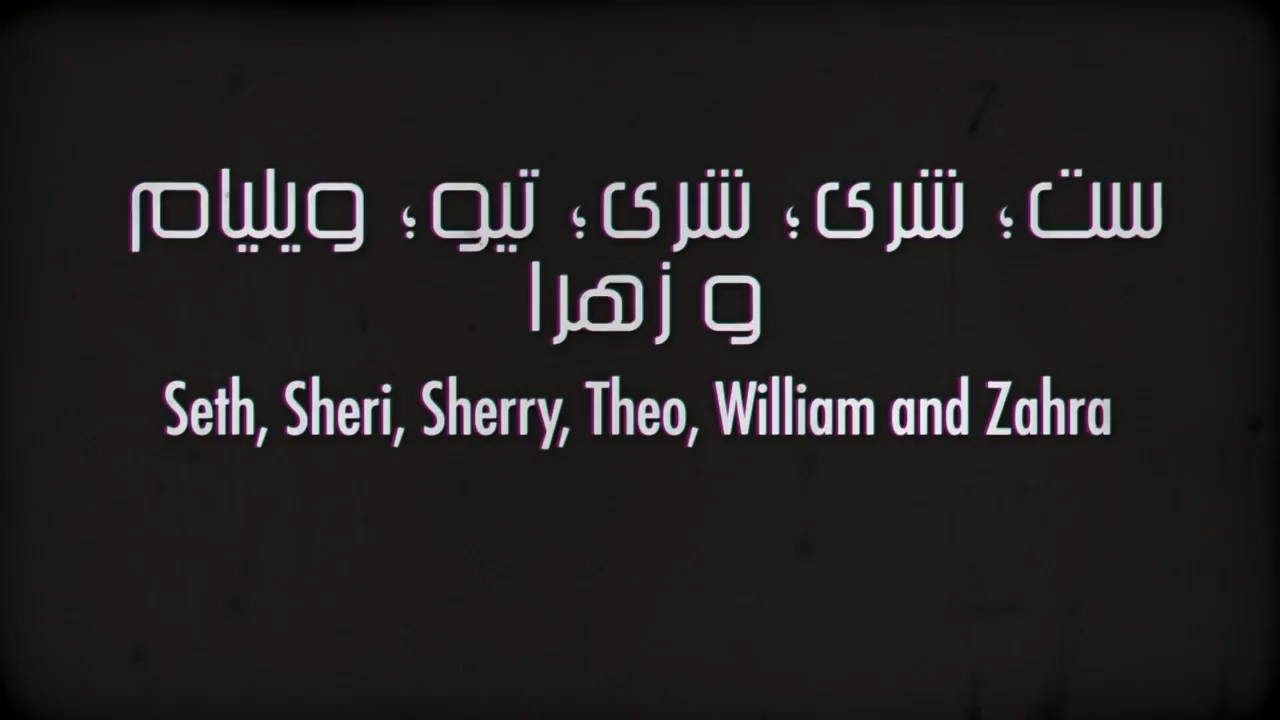 ست؛ شری؛ شری؛ تیو؛ ویلیام
و زهرا
Seth, Sheri, Sherry, Theo, William and Zahra